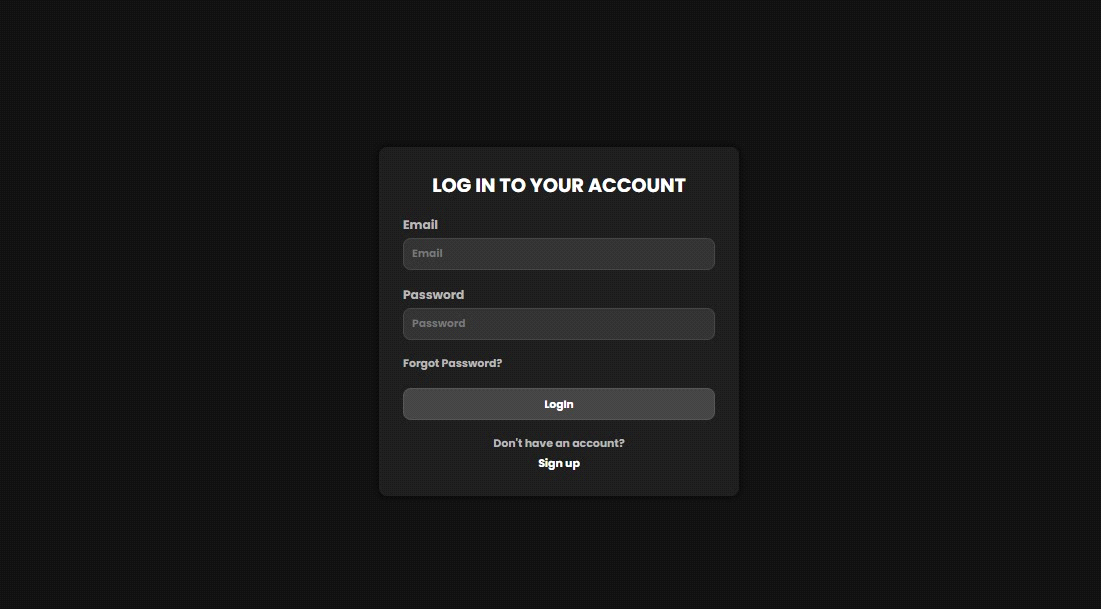 LOG IN TO YOUR ACCOUNT
Email
Email
Password
Password
Forgot Password?
LogIn
Don't have an account?
Sign up